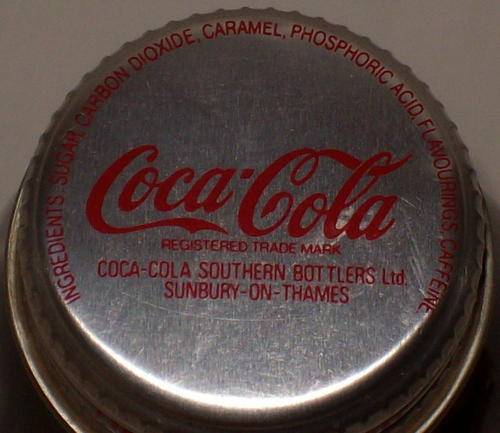 INGREDIENTS SUGAR, CARBON DIOXIDE, CARAMEL, PHOSPHORIC ACID, FLAVOURINGS, CAFFEINE
Coca-Cola
REGISTERED TRADE MARK
COCA-COLA SOUTHERN BOTTLERS Ltd.
SUNBURY-ON-THAMES